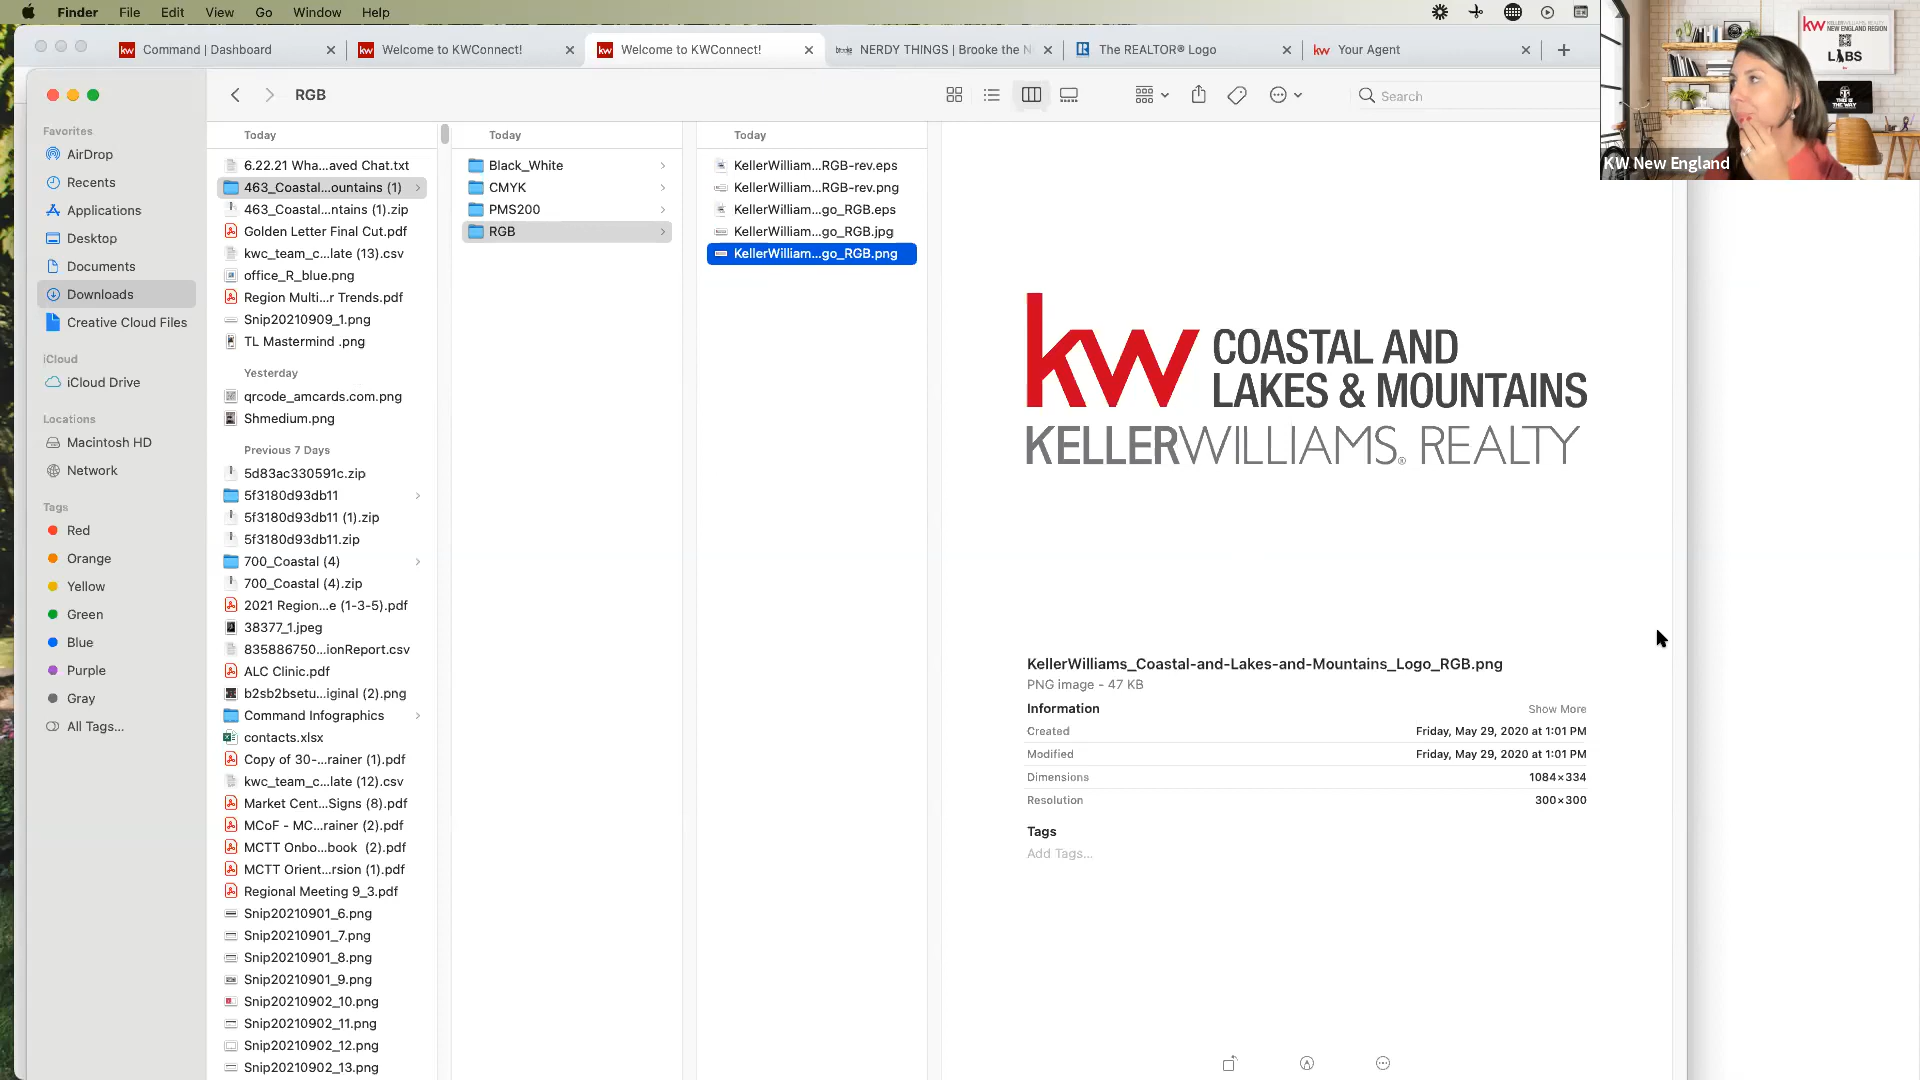 Finder File Edit View Go Window Help
Command | Dashboard
Welcome to KWConnect!
Welcome to KWConnect!
NERDY THINGS | Brooke the N
The REALTOR® Logo
Your Agent
RGB
Search
Favorites
AirDrop
Recents
Applications
Desktop
Documents
Downloads
Creative Cloud Files
iCloud
iCloud Drive
Locations
Macintosh HD
Network
Tags
Red
Orange
Yellow
Green
Blue
Purple
Gray
All Tags...
Today
6.22.21 Wha...aved Chat.txt
463_Coastal...ountains (1)
463_Coastal...ntains (1).zip
Golden Letter Final Cut.pdf
kwc_team_c...late (13).csv
office_R_blue.png
Region Multi...r Trends.pdf
Snip20210909_1.png
TL Mastermind .png
Yesterday
qrcode_amcards.com.png
Shmedium.png
Previous 7 Days
5d83ac330591c.zip
5f3180d93db11
5f3180d93db11 (1).zip
5f3180d93db11.zip
700_Coastal (4)
700_Coastal (4).zip
2021 Region...e (1-3-5).pdf
38377_1.jpeg
835886750...ionReport.csv
ALC Clinic.pdf
b2sb2bsetu...iginal (2).png
Command Infographics
contacts.xlsx
Copy of 30-...rainer (1).pdf
kwc_team_c...late (12).csv
Market Cent...Signs (8).pdf
MCoF - MC...rainer (2).pdf
MCTT Onbo...book (2).pdf
MCTT Orient...rsion (1).pdf
Regional Meeting 9_3.pdf
Snip20210901_6.png
Snip20210901_7.png
Snip20210901_8.png
Snip20210901_9.png
Snip20210902_10.png
Snip20210902_11.png
Snip20210902_12.png
Snip20210902_13.png
Today
Black_White
CMYK
PMS200
RGB
Today
KellerWilliam...RGB-rev.eps
KellerWilliam...RGB-rev.png
KellerWilliam...go_RGB.eps
KellerWilliam...go_RGB.jpg
KellerWilliam...go_RGB.png
kw COASTAL AND
LAKES & MOUNTAINS
KELLERWILLIAMS® REALTY
KellerWilliams_Coastal-and-Lakes-and-Mountains_Logo_RGB.png
PNG image - 47 KB
Information Show More
Created Friday, May 29, 2020 at 1:01 PM
Modified Friday, May 29, 2020 at 1:01 PM
Dimensions 1084×334
Resolution 300×300
Tags
Add Tags...
kw KELLERWILLIAMS. REALTY
NEW ENGLAND REGION
LABS
THIS IS
THE WAY
KW New England